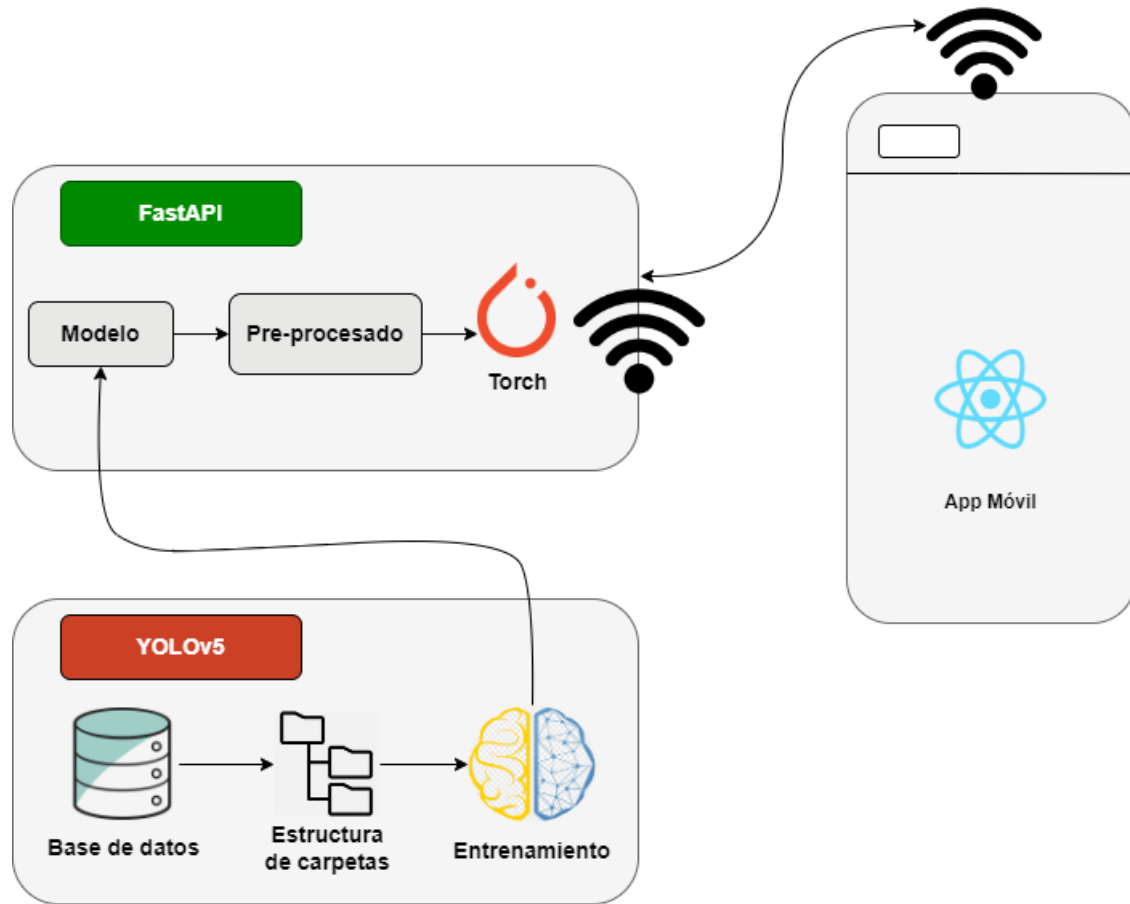 FastAPI
Modelo
Pre-procesado
Torch
App Móvil
YOLOv5
Base de datos
Estructura
de carpetas
Entrenamiento